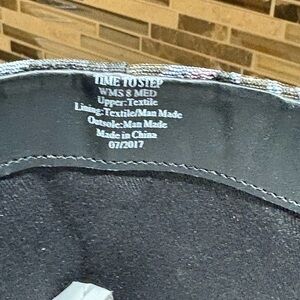 TIME TO STEP
WMS 8 MED
Upper:Textile
Lining:Textile/Man Made
Outsole:Man Made
Made in China
07/2017